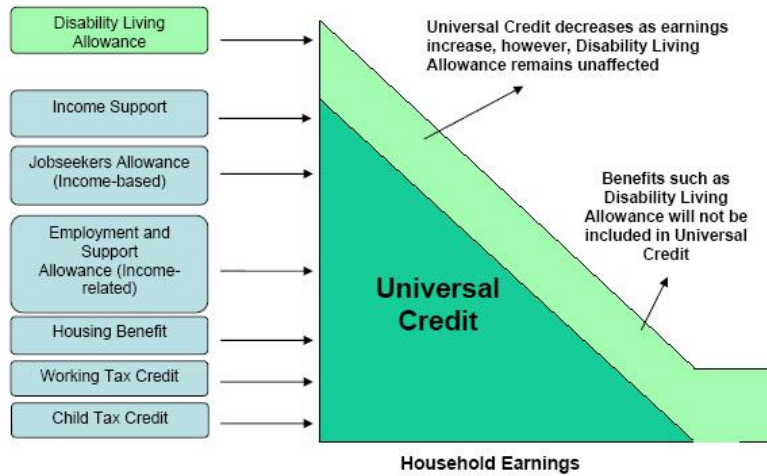 Disability Living
Allowance
Universal Credit decreases as earnings
increase, however, Disability Living
Allowance remains unaffected
Income Support
Jobseekers Allowance
(Income-based)
Employment and
Support
Allowance (Income-
related)
Housing Benefit
Working Tax Credit
Child Tax Credit
Benefits such as
Disability Living
Allowance will not be
included in Universal
Credit
Universal
Credit
Household Earnings